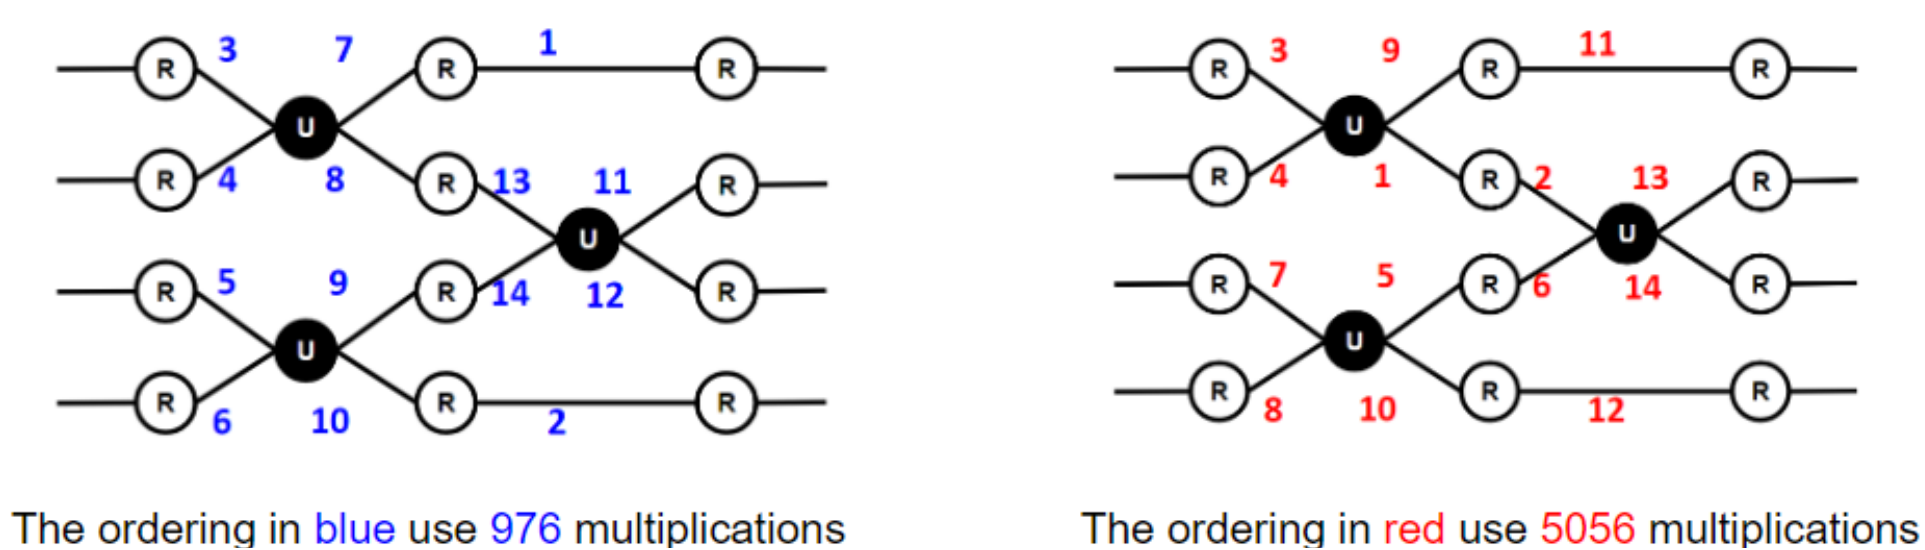 3 7 1
R R R
U
4 8 13 11
R R R
U
5 9 14 12
R R R
U
6 10 2
R R R
The ordering in blue use 976 multiplications
3 9 11
R R R
U
4 1 2 13
R R R
U
7 5 6 14
R R R
U
8 10 12
R R R
The ordering in red use 5056 multiplications